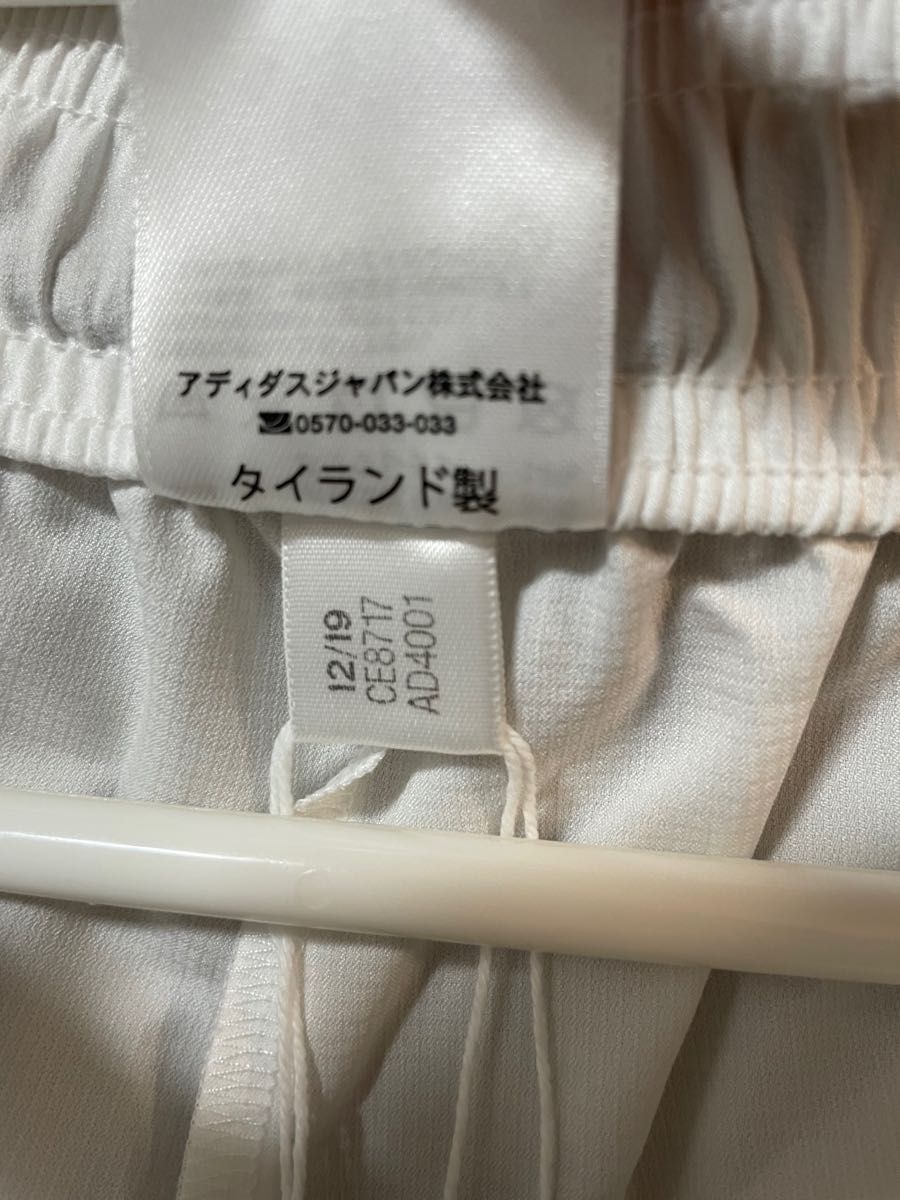 アディダスジャパン株式会社
0570-033-033
タイランド製
12/19
CE8717
AD4001